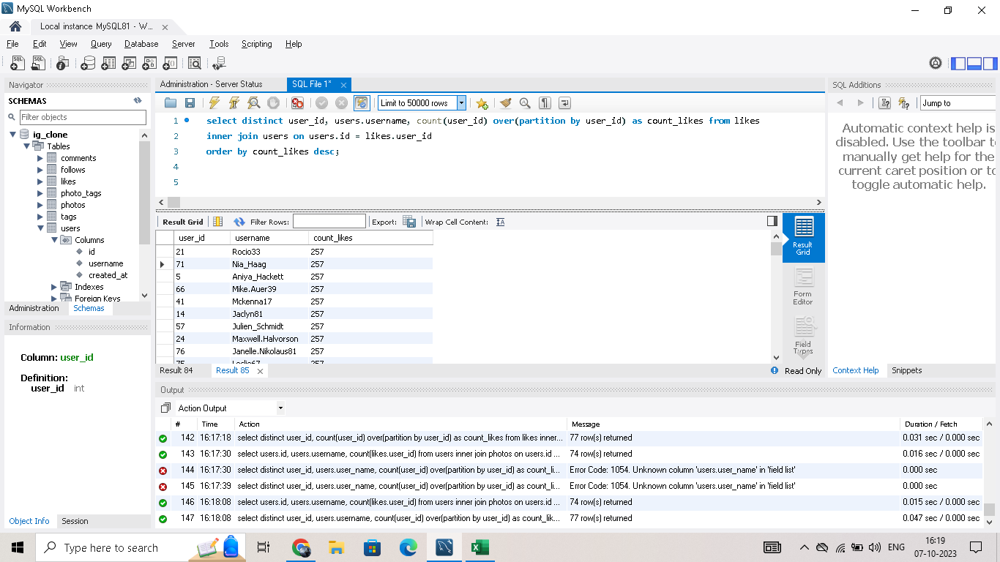 MySQL Workbench
Local instance MySQL81 - W...
File Edit View Query Database Server Tools Scripting Help
Navigator
SCHEMAS
Filter objects
ig_clone
Tables
comments
follows
likes
photo_tags
photos
tags
users
Columns
id
username
created_at
Indexes
Foreign Keys
Administration Schemas
Information
Column: user_id
Definition:
user_id int
Object Info Session
Administration - Server Status SQL File 1*
Limit to 50000 rows
1 select distinct user_id, users.username, count(user_id) over(partition by user_id) as count_likes from likes
2 inner join users on users.id = likes.user_id
3 order by count_likes desc;
4
5
Result Grid Filter Rows: Export: Wrap Cell Content:
user_id username count_likes
21 Rocio33 257
71 Nia_Haag 257
5 Aniya_Hackett 257
66 Mike.Auer39 257
41 Mckenna17 257
14 Jaclyn81 257
57 Julien_Schmidt 257
24 Maxwell.Halvorson 257
76 Janelle.Nikolaus81 257
75 Leslie67 257
Result Grid
Form Editor
Field Types
Result 84 Result 85 Read Only
SQL Additions
Jump to
Automatic context help is
disabled. Use the toolbar to
manually get help for the
current caret position or to
toggle automatic help.
Context Help Snippets
Output
Action Output
# Time Action Message Duration / Fetch
142 16:17:18 select distinct user_id, count(user_id) over(partition by user_id) as count_likes from likes inner... 77 row(s) returned 0.031 sec / 0.000 sec
143 16:17:30 select users.id, users.username, count(likes.user_id) from users inner join photos on users.id ... 74 row(s) returned 0.016 sec / 0.000 sec
144 16:17:30 select distinct user_id, users.user_name, count(user_id) over(partition by user_id) as count_li... Error Code: 1054. Unknown column 'users.user_name' in 'field list' 0.000 sec
145 16:17:39 select distinct user_id, users.user_name, count(user_id) over(partition by user_id) as count_li... Error Code: 1054. Unknown column 'users.user_name' in 'field list' 0.000 sec
146 16:18:08 select users.id, users.username, count(likes.user_id) from users inner join photos on users.id ... 74 row(s) returned 0.015 sec / 0.000 sec
147 16:18:08 select distinct user_id, users.username, count(user_id) over(partition by user_id) as count_lik... 77 row(s) returned 0.047 sec / 0.000 sec
Type here to search
ENG
16:19
07-10-2023